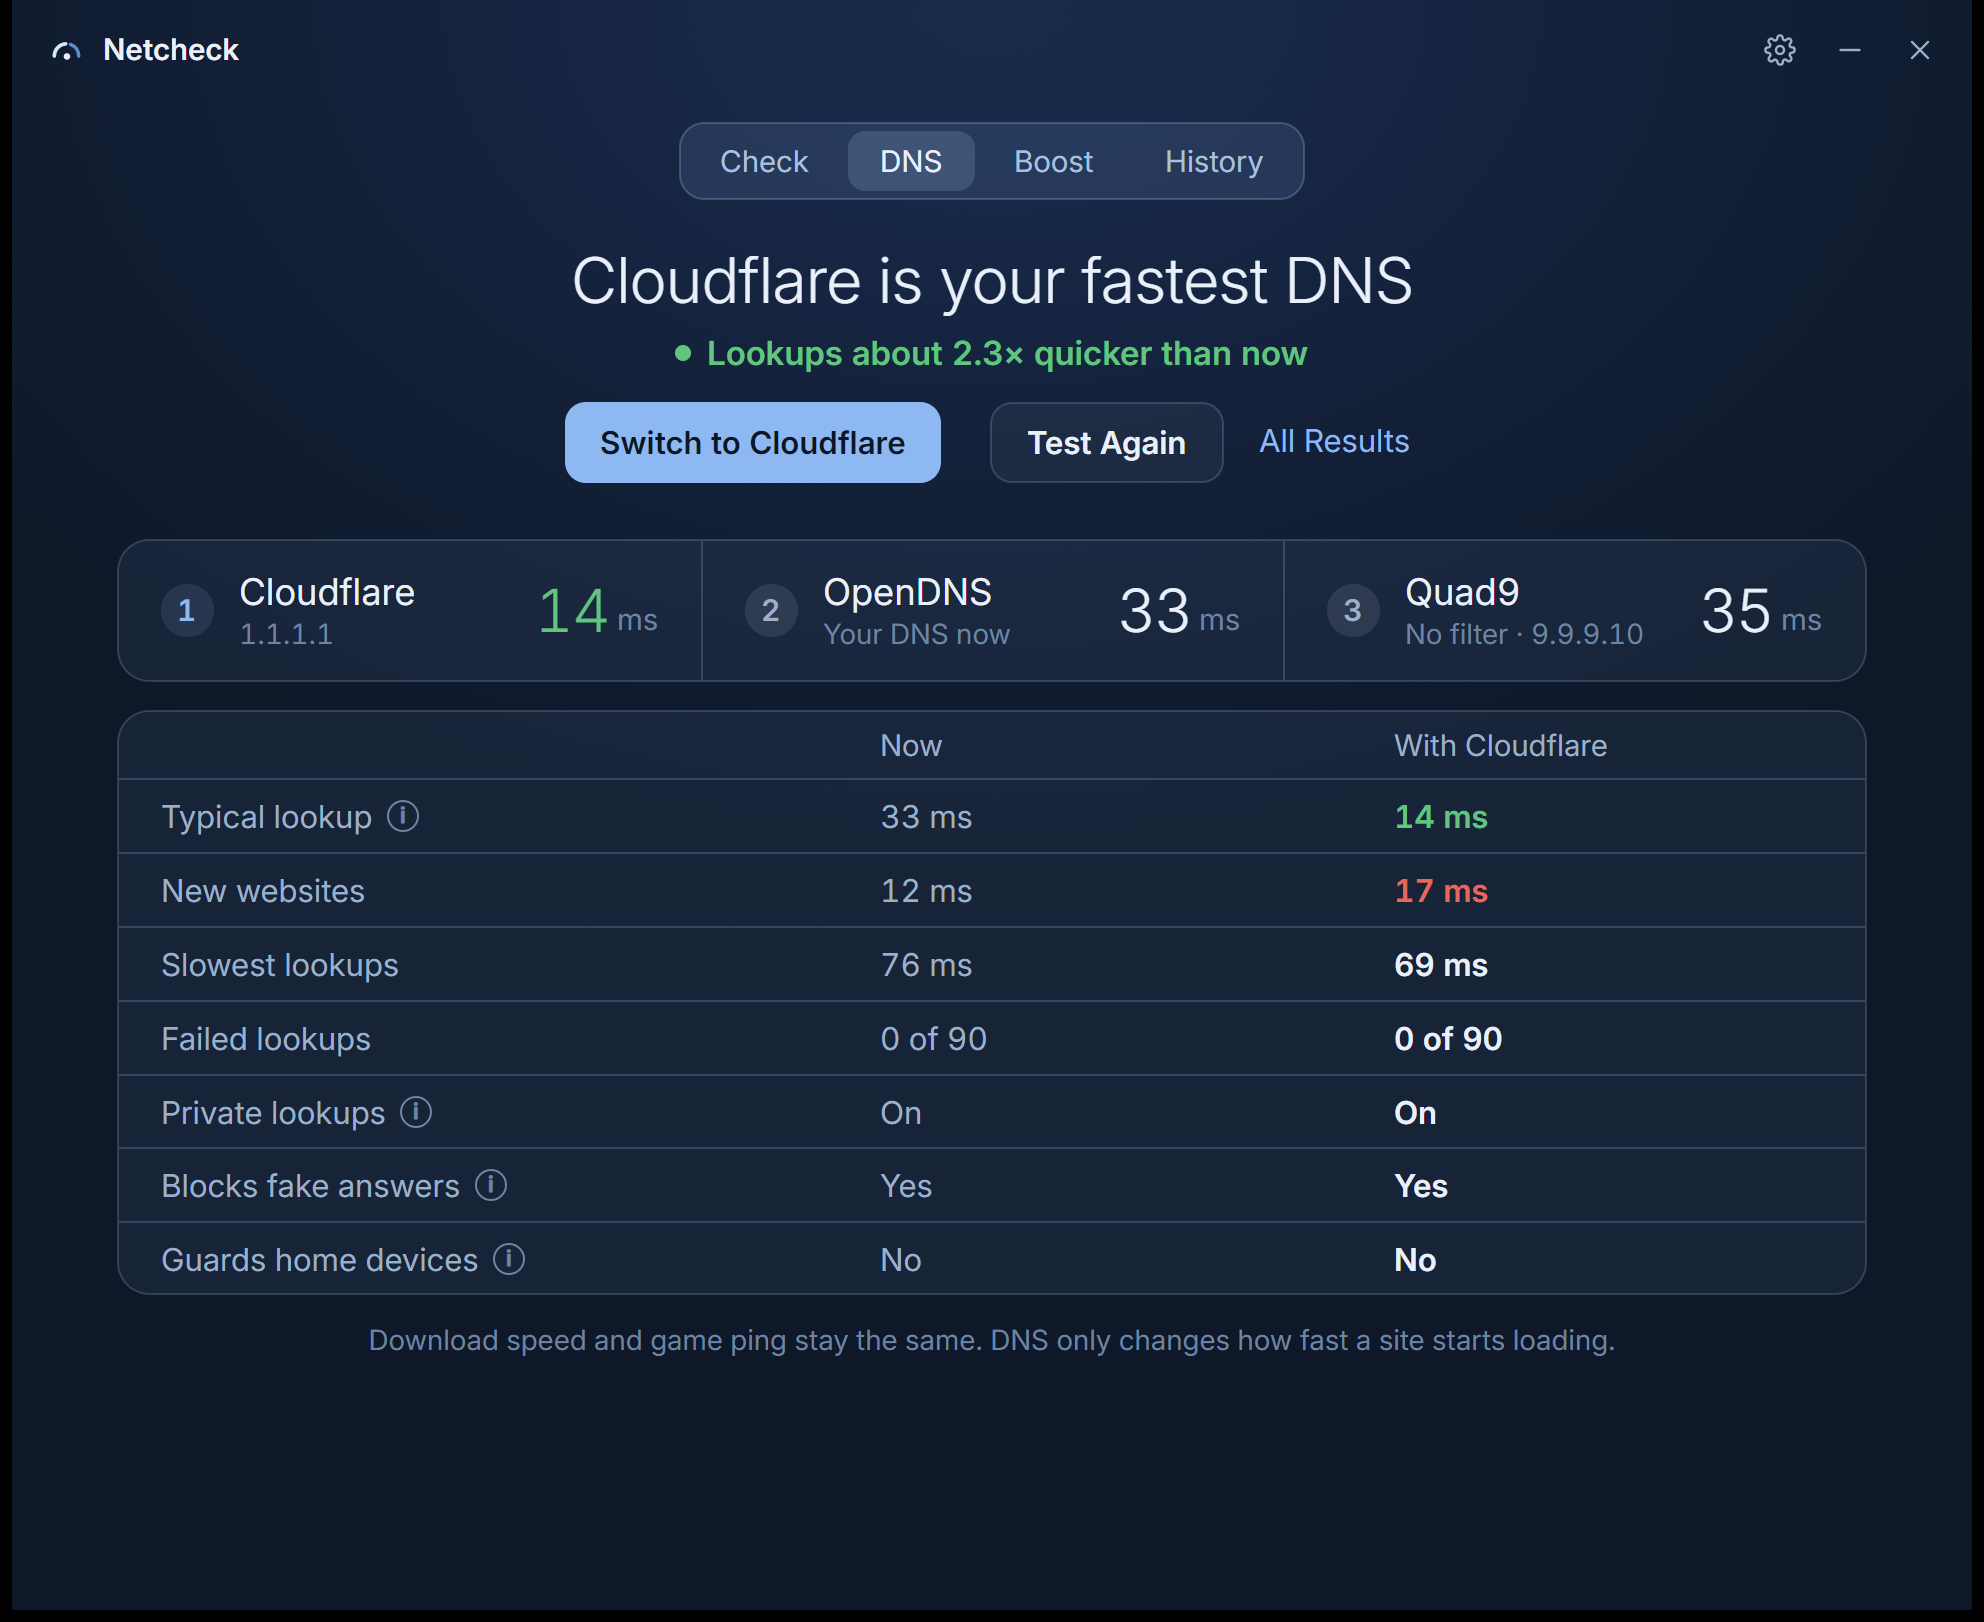 Netcheck
Check DNS Boost History
Cloudflare is your fastest DNS
Lookups about 2.3× quicker than now
Switch to Cloudflare Test Again All Results
1 Cloudflare 14 ms 2 OpenDNS 33 ms 3 Quad9 35 ms
1.1.1.1 Your DNS now No filter · 9.9.9.10
Now With Cloudflare
Typical lookup i 33 ms 14 ms
New websites 12 ms 17 ms
Slowest lookups 76 ms 69 ms
Failed lookups 0 of 90 0 of 90
Private lookups i On On
Blocks fake answers i Yes Yes
Guards home devices i No No
Download speed and game ping stay the same. DNS only changes how fast a site starts loading.